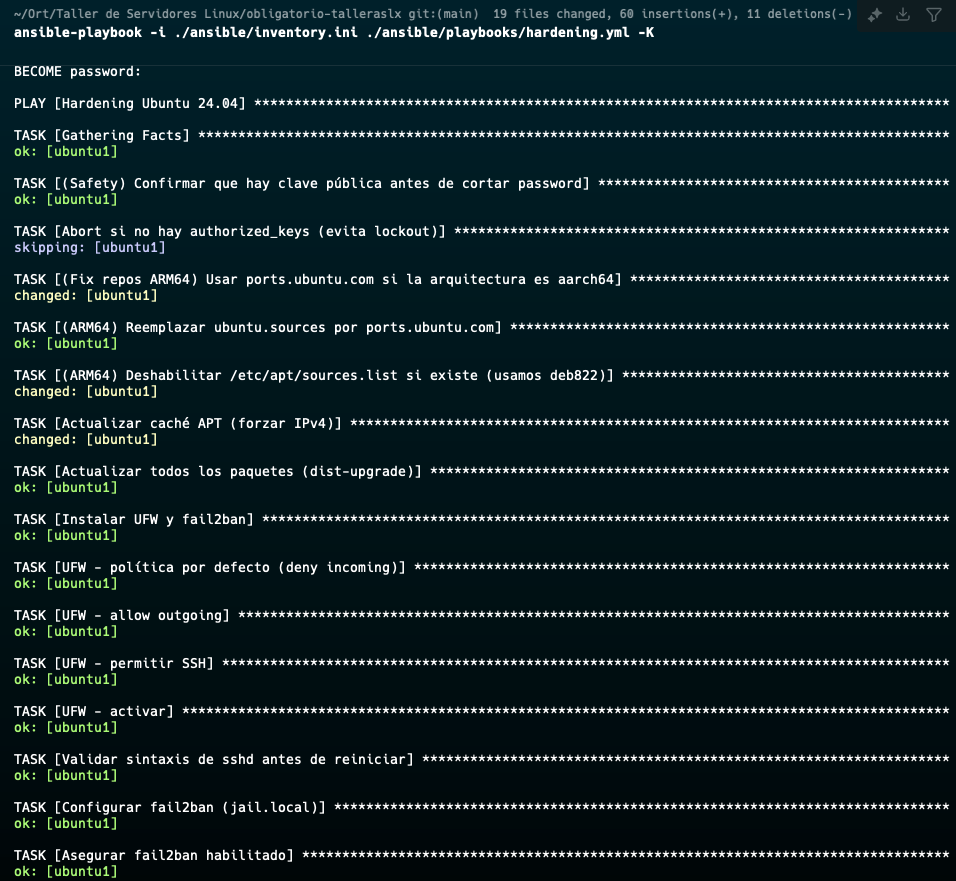 ~/Ort/Taller de Servidores Linux/obligatorio-talleraslx git:(main) 19 files changed, 60 insertions(+), 11 deletions(-)
ansible-playbook -i ./ansible/inventory.ini ./ansible/playbooks/hardening.yml -K
BECOME password:
PLAY [Hardening Ubuntu 24.04] ***************************************************************************************
TASK [Gathering Facts] **********************************************************************************************
ok: [ubuntu1]
TASK [(Safety) Confirmar que hay clave pública antes de cortar password] ********************************************
ok: [ubuntu1]
TASK [Abort si no hay authorized_keys (evita lockout)] **************************************************************
skipping: [ubuntu1]
TASK [(Fix repos ARM64) Usar ports.ubuntu.com si la arquitectura es aarch64] ****************************************
changed: [ubuntu1]
TASK [(ARM64) Reemplazar ubuntu.sources por ports.ubuntu.com] *******************************************************
ok: [ubuntu1]
TASK [(ARM64) Deshabilitar /etc/apt/sources.list si existe (usamos deb822)] *****************************************
changed: [ubuntu1]
TASK [Actualizar caché APT (forzar IPv4)] ***************************************************************************
changed: [ubuntu1]
TASK [Actualizar todos los paquetes (dist-upgrade)] *****************************************************************
ok: [ubuntu1]
TASK [Instalar UFW y fail2ban] **************************************************************************************
ok: [ubuntu1]
TASK [UFW - política por defecto (deny incoming)] *******************************************************************
ok: [ubuntu1]
TASK [UFW - allow outgoing] *****************************************************************************************
ok: [ubuntu1]
TASK [UFW - permitir SSH] *******************************************************************************************
ok: [ubuntu1]
TASK [UFW - activar] ************************************************************************************************
ok: [ubuntu1]
TASK [Validar sintaxis de sshd antes de reiniciar] ******************************************************************
ok: [ubuntu1]
TASK [Configurar fail2ban (jail.local)] *****************************************************************************
ok: [ubuntu1]
TASK [Asegurar fail2ban habilitado] *********************************************************************************
ok: [ubuntu1]